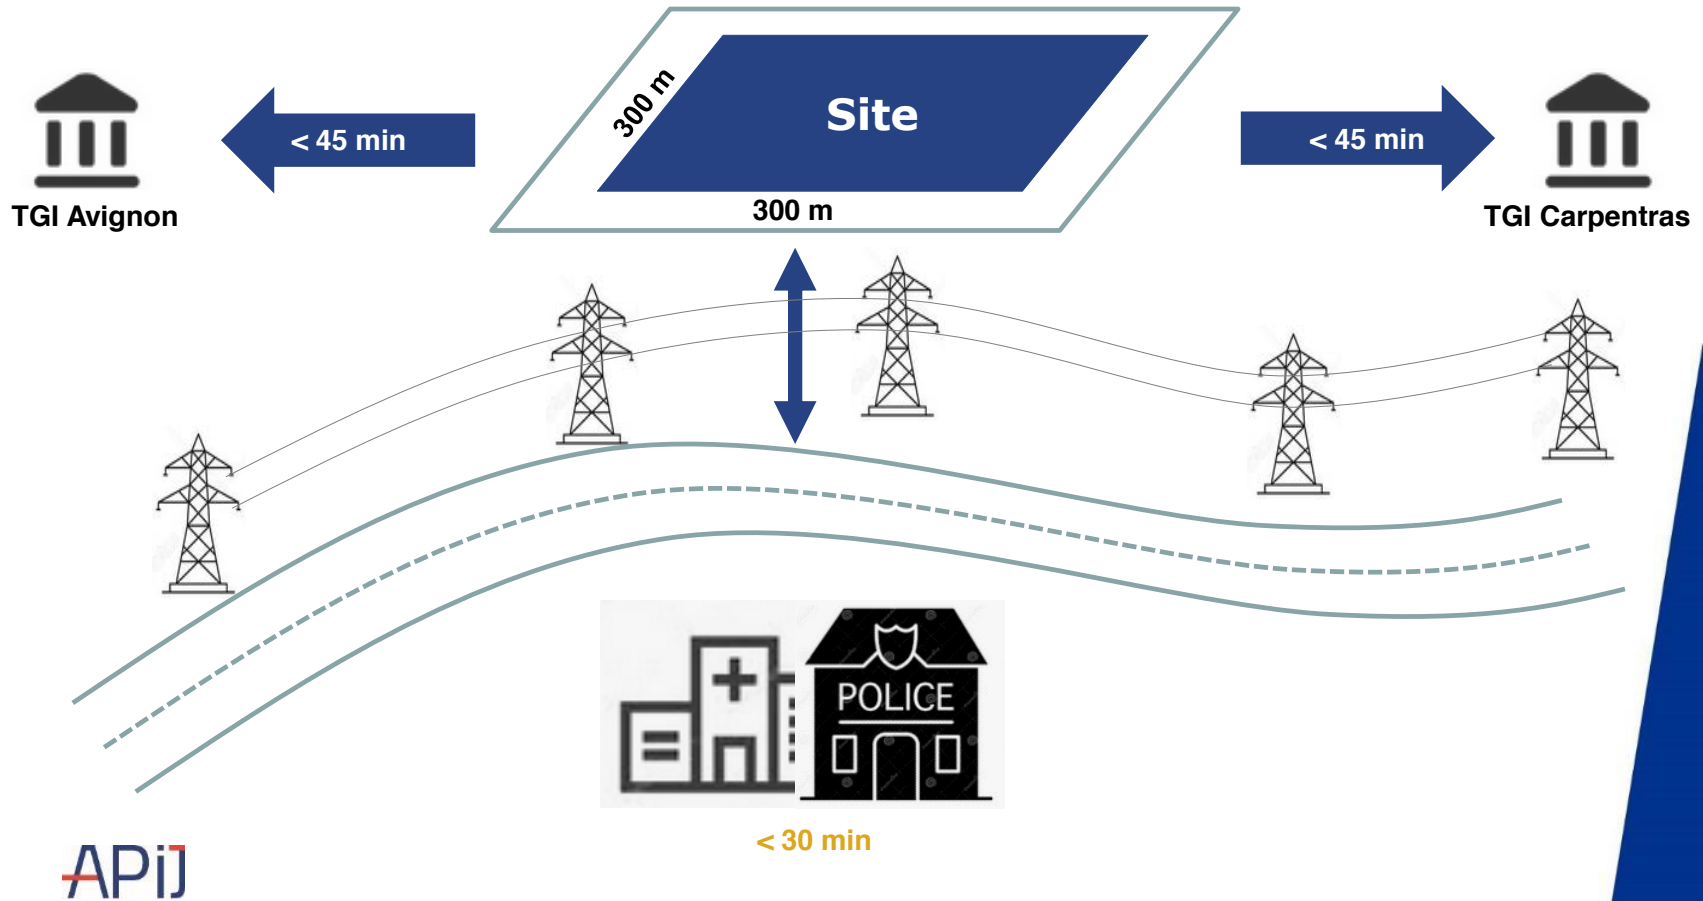 300 m
Site
< 45 min
< 45 min
TGI Avignon
300 m
TGI Carpentras
POLICE
< 30 min
APiJ